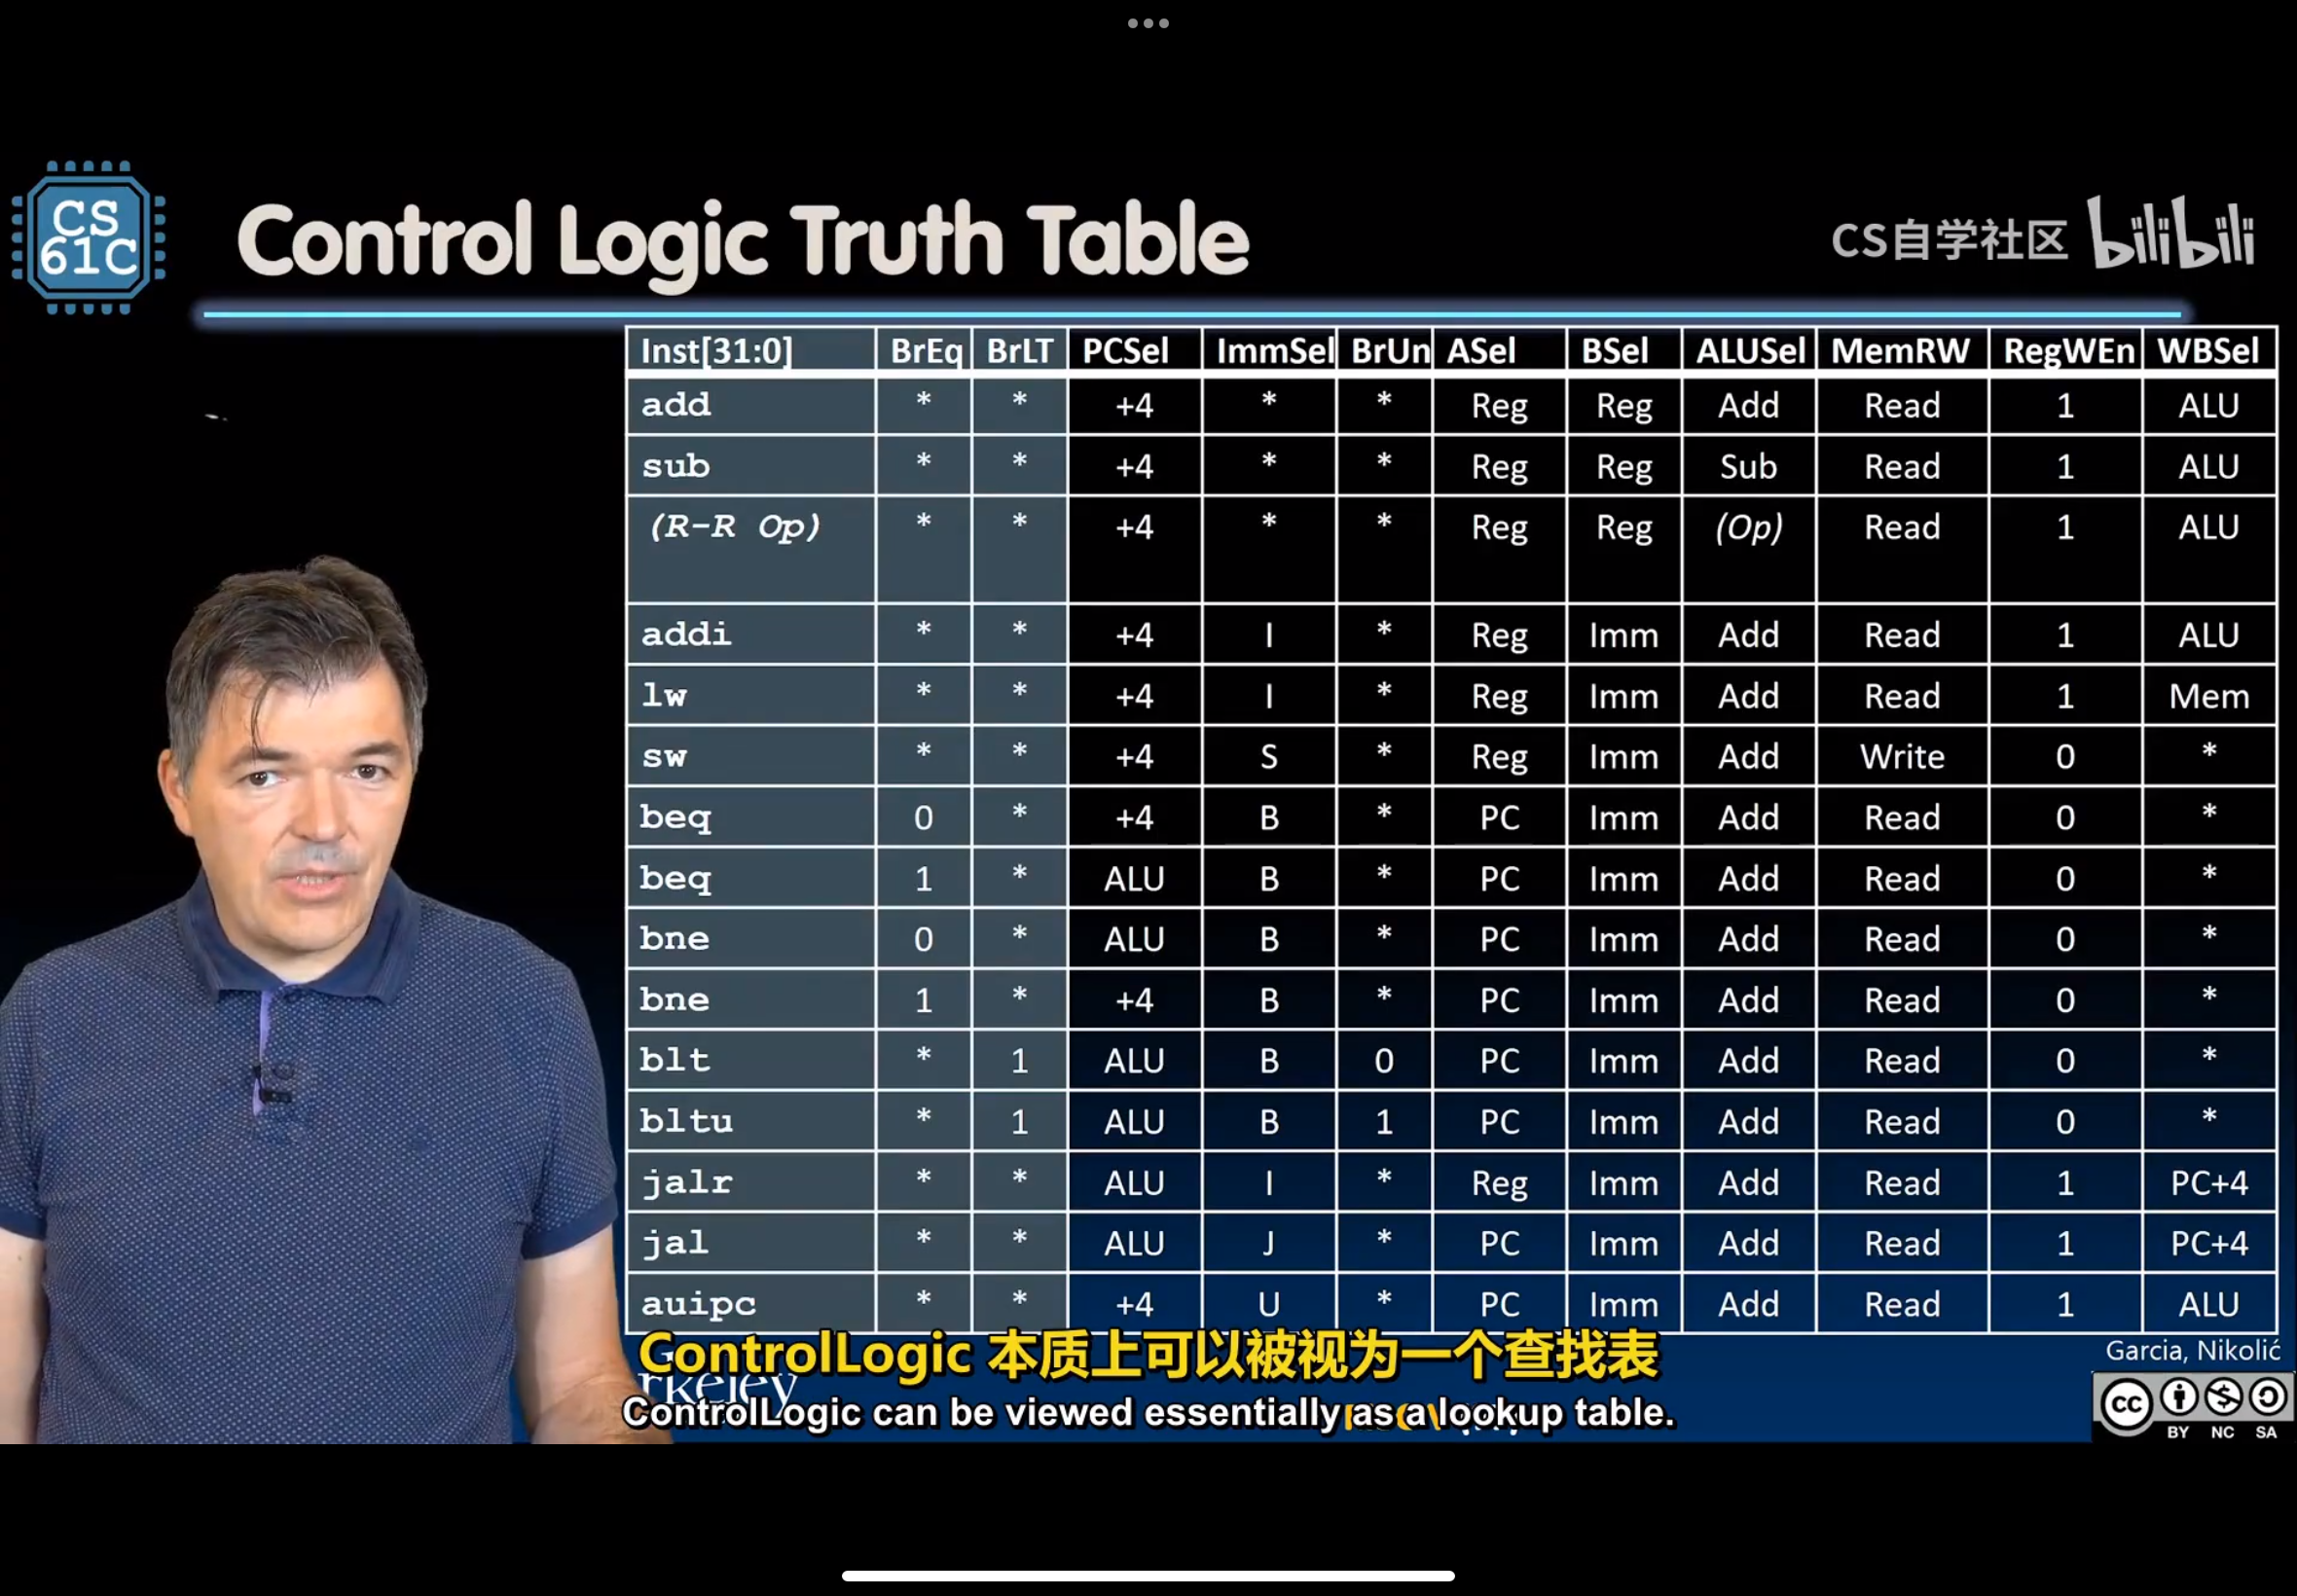 CS
61C
Control Logic Truth Table
CS自学社区 bilibili
Inst[31:0] BrEq BrLT PCSel ImmSel BrUn ASel BSel ALUSel MemRW RegWEn WBSel
add * * +4 * * Reg Reg Add Read 1 ALU
sub * * +4 * * Reg Reg Sub Read 1 ALU
(R-R Op) * * +4 * * Reg Reg (Op) Read 1 ALU
addi * * +4 I * Reg Imm Add Read 1 ALU
lw * * +4 I * Reg Imm Add Read 1 Mem
sw * * +4 S * Reg Imm Add Write 0 *
beq 0 * +4 B * PC Imm Add Read 0 *
beq 1 * ALU B * PC Imm Add Read 0 *
bne 0 * ALU B * PC Imm Add Read 0 *
bne 1 * +4 B * PC Imm Add Read 0 *
blt * 1 ALU B 0 PC Imm Add Read 0 *
bltu * 1 ALU B 1 PC Imm Add Read 0 *
jalr * * ALU I * Reg Imm Add Read 1 PC+4
jal * * ALU J * PC Imm Add Read 1 PC+4
auipc * * +4 U * PC Imm Add Read 1 ALU
ControlLogic 本质上可以被视为一个查找表
ControlLogic can be viewed essentially as a lookup table.
Garcia, Nikolić
cc
BY NC SA